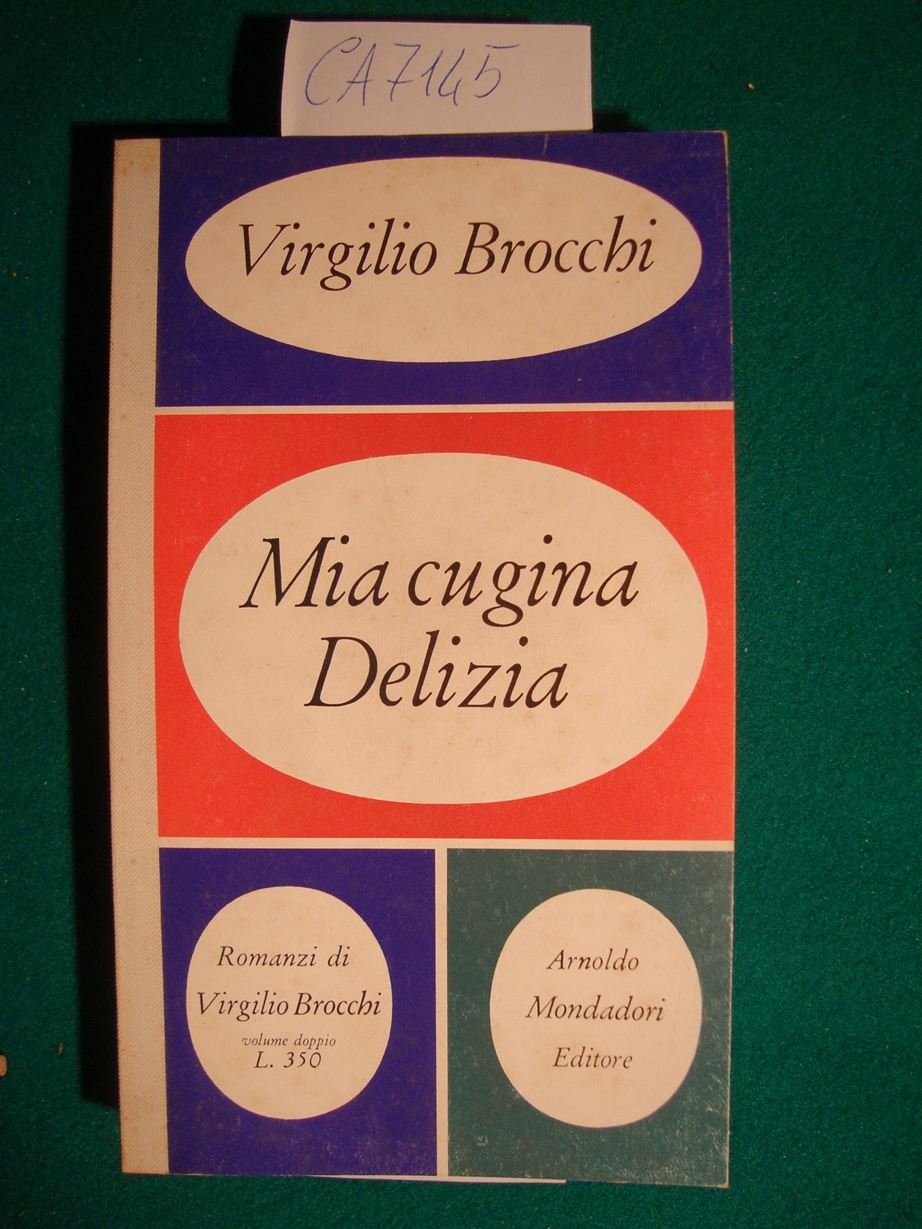 CA7145
Virgilio Brocchi
Mia cugina
Delizia
Romanzi di
Virgilio Brocchi
volume doppio
L. 350
Arnoldo
Mondadori
Editore